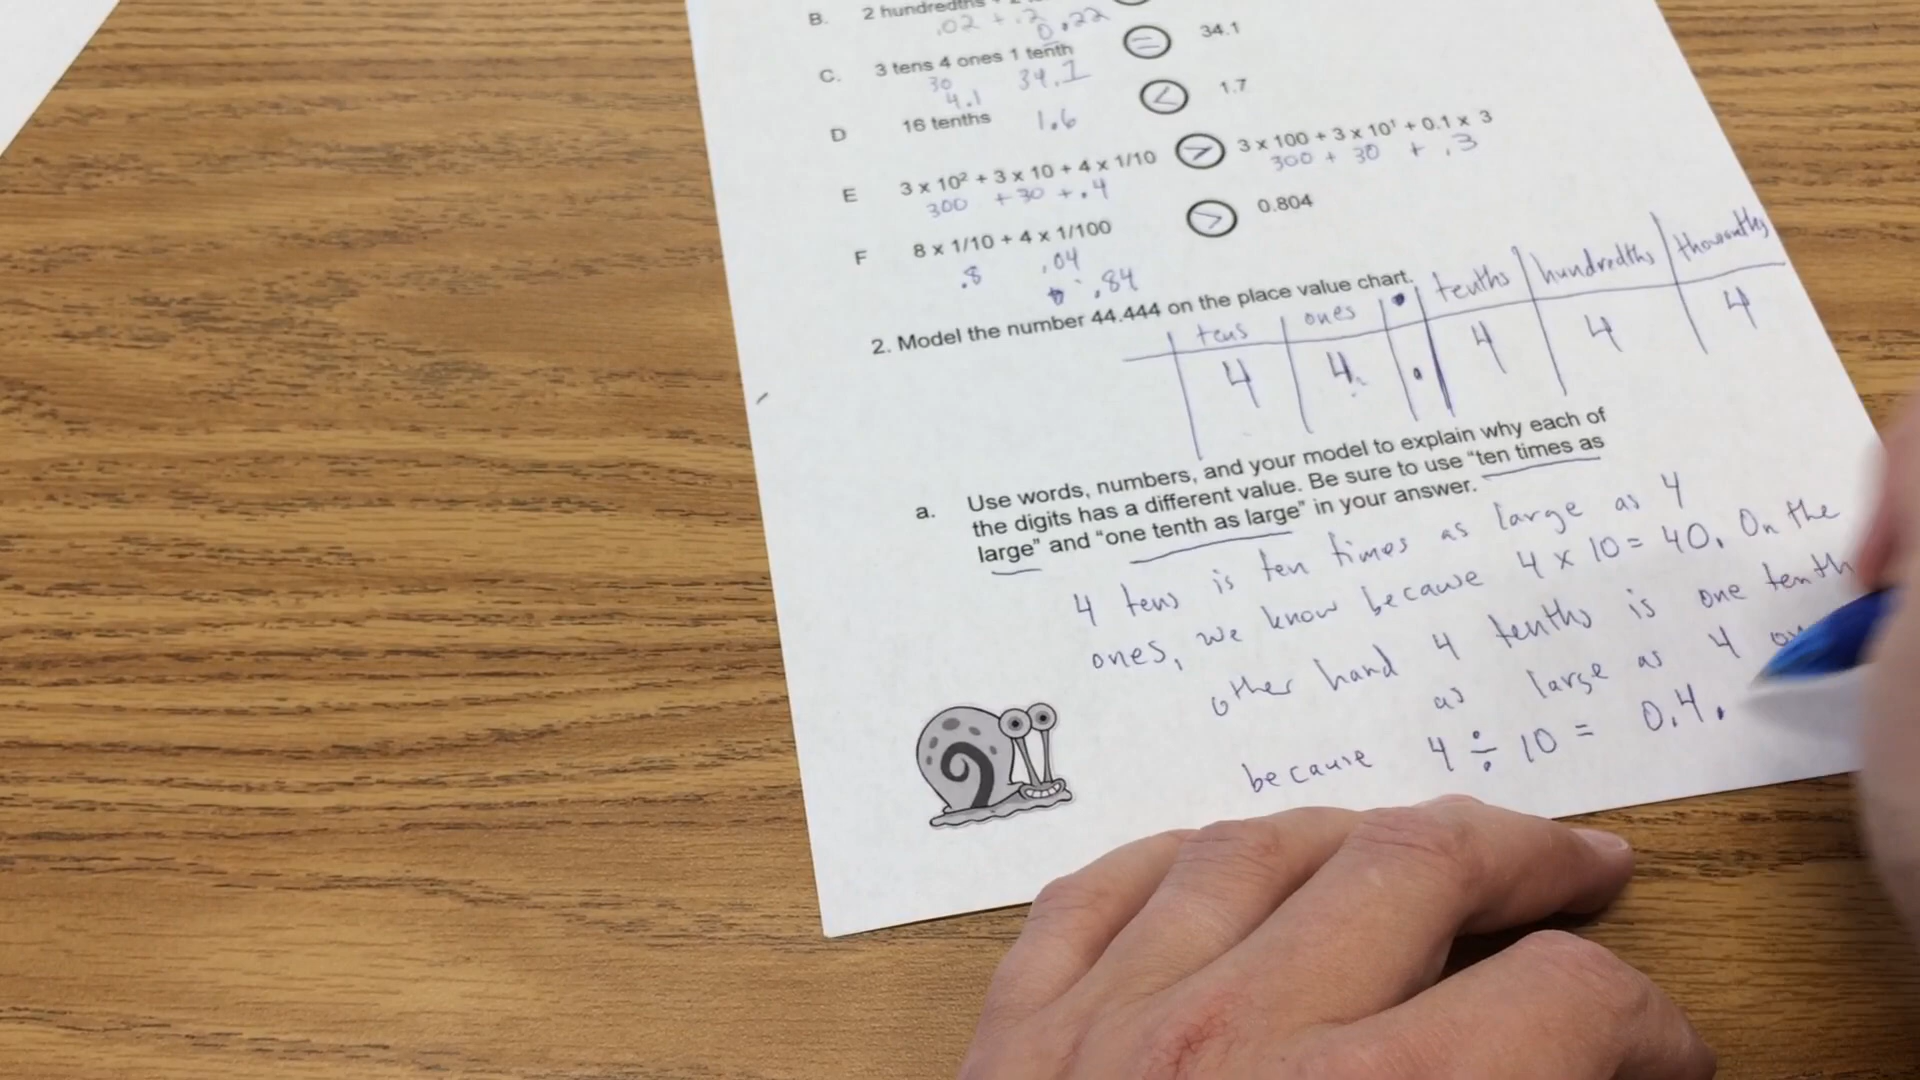 B. 2 hundredths +
.02 + .2 0.22
C. 3 tens 4 ones 1 tenth = 34.1
30 34.1
4.1
D 16 tenths 1.6 < 1.7
E 3 x 10² + 3 x 10 + 4 x 1/10 > 3 x 100 + 3 x 10¹ + 0.1 x 3
300 + 30 + .4 300 + 30 + .3
F 8 x 1/10 + 4 x 1/100 > 0.804
.8 .04
.84
2. Model the number 44.444 on the place value chart.
tens ones . tenths hundredths
4 4 . 4 4 4
a. Use words, numbers, and your model to explain why each of
the digits has a different value. Be sure to use “ten times as
large” and “one tenth as large” in your answer.
4 tens is ten times as large as 4
ones, we know because 4 x 10 = 40. On the
other hand 4 tenths is one tenth
as large as 4
because 4 ÷ 10 = 0.4.